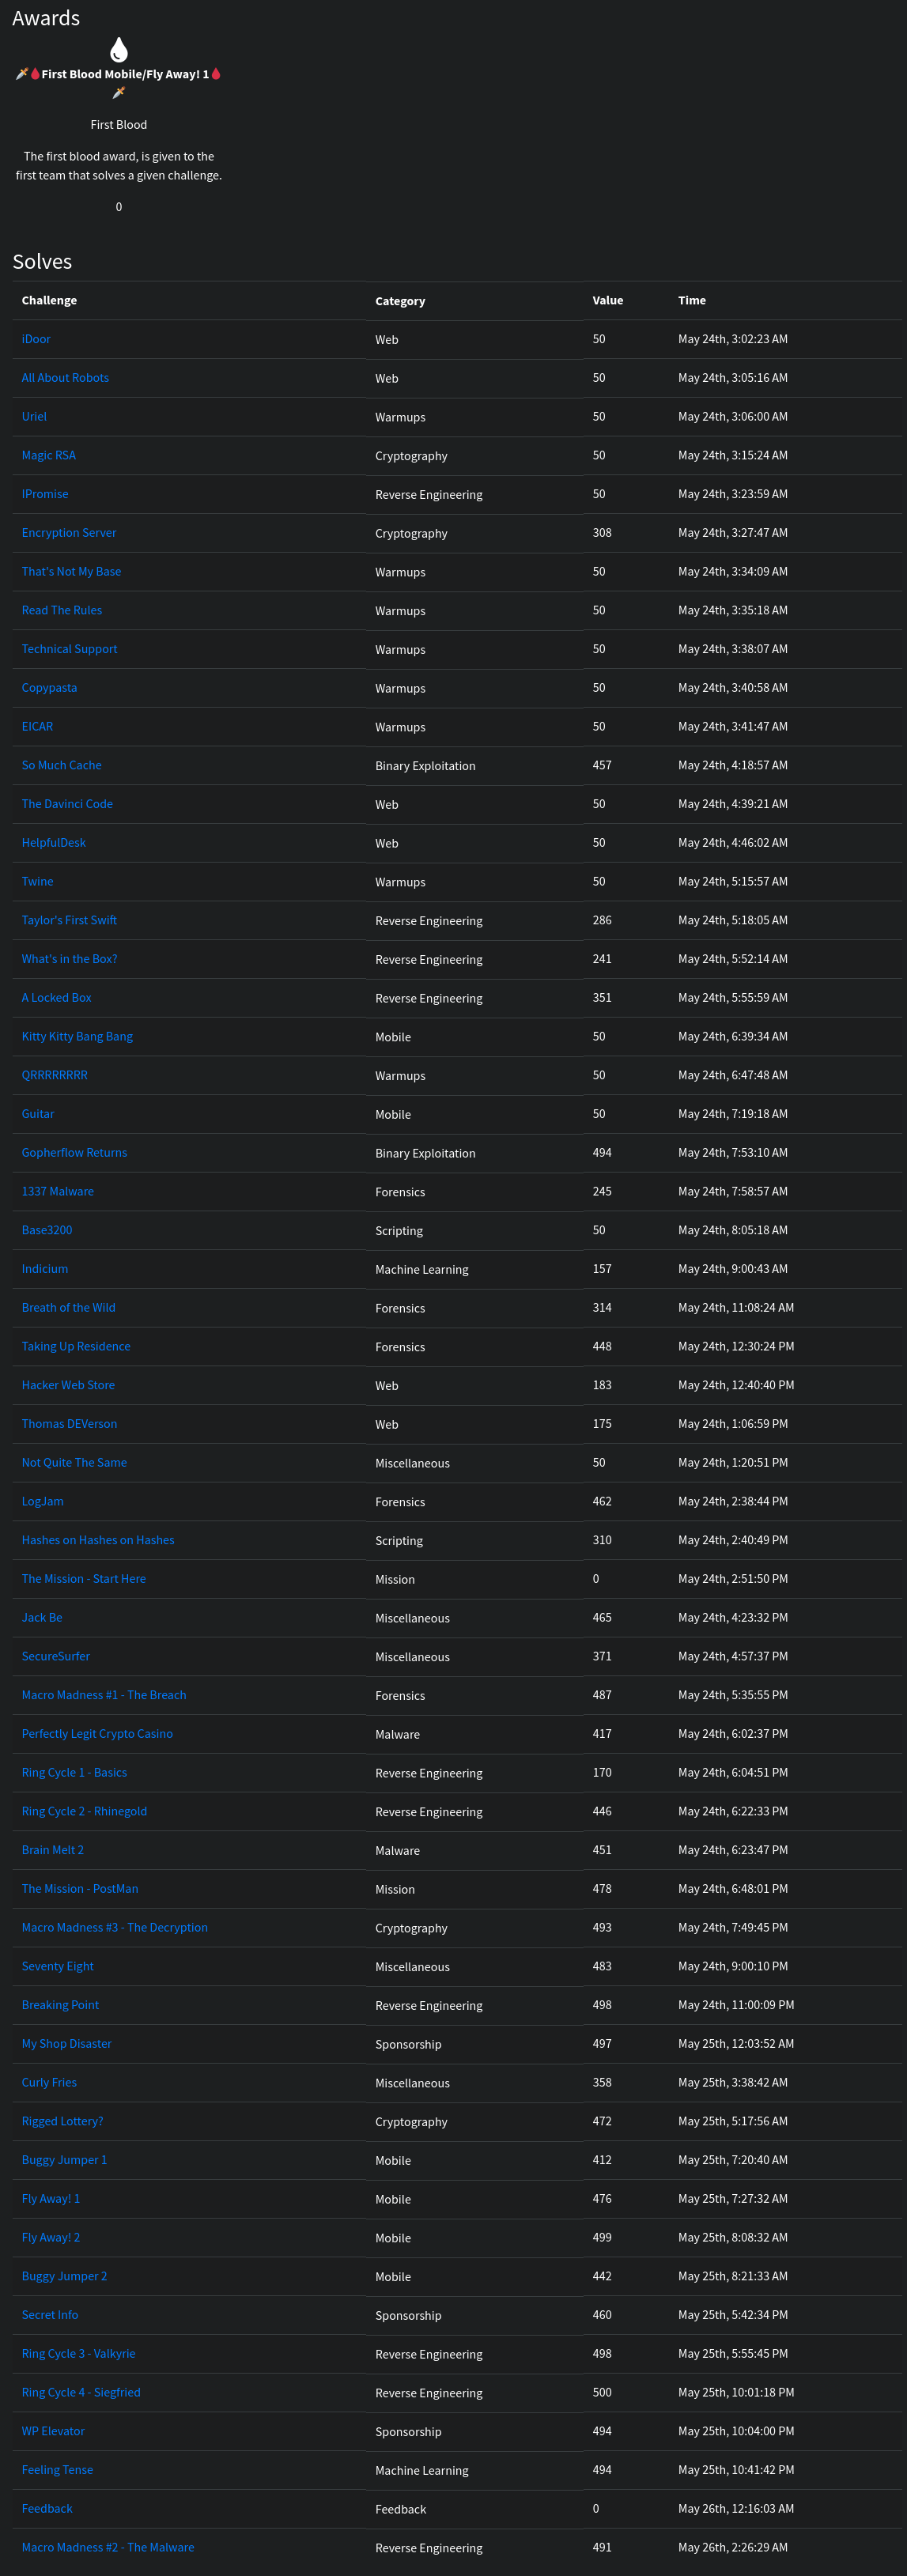 Awards
🗡️🩸First Blood Mobile/Fly Away! 1🩸
🗡️
First Blood
The first blood award, is given to the
first team that solves a given challenge.
0
Solves
Challenge Category Value Time
iDoor Web 50 May 24th, 3:02:23 AM
All About Robots Web 50 May 24th, 3:05:16 AM
Uriel Warmups 50 May 24th, 3:06:00 AM
Magic RSA Cryptography 50 May 24th, 3:15:24 AM
IPromise Reverse Engineering 50 May 24th, 3:23:59 AM
Encryption Server Cryptography 308 May 24th, 3:27:47 AM
That's Not My Base Warmups 50 May 24th, 3:34:09 AM
Read The Rules Warmups 50 May 24th, 3:35:18 AM
Technical Support Warmups 50 May 24th, 3:38:07 AM
Copypasta Warmups 50 May 24th, 3:40:58 AM
EICAR Warmups 50 May 24th, 3:41:47 AM
So Much Cache Binary Exploitation 457 May 24th, 4:18:57 AM
The Davinci Code Web 50 May 24th, 4:39:21 AM
HelpfulDesk Web 50 May 24th, 4:46:02 AM
Twine Warmups 50 May 24th, 5:15:57 AM
Taylor's First Swift Reverse Engineering 286 May 24th, 5:18:05 AM
What's in the Box? Reverse Engineering 241 May 24th, 5:52:14 AM
A Locked Box Reverse Engineering 351 May 24th, 5:55:59 AM
Kitty Kitty Bang Bang Mobile 50 May 24th, 6:39:34 AM
QRRRRRRRR Warmups 50 May 24th, 6:47:48 AM
Guitar Mobile 50 May 24th, 7:19:18 AM
Gopherflow Returns Binary Exploitation 494 May 24th, 7:53:10 AM
1337 Malware Forensics 245 May 24th, 7:58:57 AM
Base3200 Scripting 50 May 24th, 8:05:18 AM
Indicium Machine Learning 157 May 24th, 9:00:43 AM
Breath of the Wild Forensics 314 May 24th, 11:08:24 AM
Taking Up Residence Forensics 448 May 24th, 12:30:24 PM
Hacker Web Store Web 183 May 24th, 12:40:40 PM
Thomas DEVerson Web 175 May 24th, 1:06:59 PM
Not Quite The Same Miscellaneous 50 May 24th, 1:20:51 PM
LogJam Forensics 462 May 24th, 2:38:44 PM
Hashes on Hashes on Hashes Scripting 310 May 24th, 2:40:49 PM
The Mission - Start Here Mission 0 May 24th, 2:51:50 PM
Jack Be Miscellaneous 465 May 24th, 4:23:32 PM
SecureSurfer Miscellaneous 371 May 24th, 4:57:37 PM
Macro Madness #1 - The Breach Forensics 487 May 24th, 5:35:55 PM
Perfectly Legit Crypto Casino Malware 417 May 24th, 6:02:37 PM
Ring Cycle 1 - Basics Reverse Engineering 170 May 24th, 6:04:51 PM
Ring Cycle 2 - Rhinegold Reverse Engineering 446 May 24th, 6:22:33 PM
Brain Melt 2 Malware 451 May 24th, 6:23:47 PM
The Mission - PostMan Mission 478 May 24th, 6:48:01 PM
Macro Madness #3 - The Decryption Cryptography 493 May 24th, 7:49:45 PM
Seventy Eight Miscellaneous 483 May 24th, 9:00:10 PM
Breaking Point Reverse Engineering 498 May 24th, 11:00:09 PM
My Shop Disaster Sponsorship 497 May 25th, 12:03:52 AM
Curly Fries Miscellaneous 358 May 25th, 3:38:42 AM
Rigged Lottery? Cryptography 472 May 25th, 5:17:56 AM
Buggy Jumper 1 Mobile 412 May 25th, 7:20:40 AM
Fly Away! 1 Mobile 476 May 25th, 7:27:32 AM
Fly Away! 2 Mobile 499 May 25th, 8:08:32 AM
Buggy Jumper 2 Mobile 442 May 25th, 8:21:33 AM
Secret Info Sponsorship 460 May 25th, 5:42:34 PM
Ring Cycle 3 - Valkyrie Reverse Engineering 498 May 25th, 5:55:45 PM
Ring Cycle 4 - Siegfried Reverse Engineering 500 May 25th, 10:01:18 PM
WP Elevator Sponsorship 494 May 25th, 10:04:00 PM
Feeling Tense Machine Learning 494 May 25th, 10:41:42 PM
Feedback Feedback 0 May 26th, 12:16:03 AM
Macro Madness #2 - The Malware Reverse Engineering 491 May 26th, 2:26:29 AM